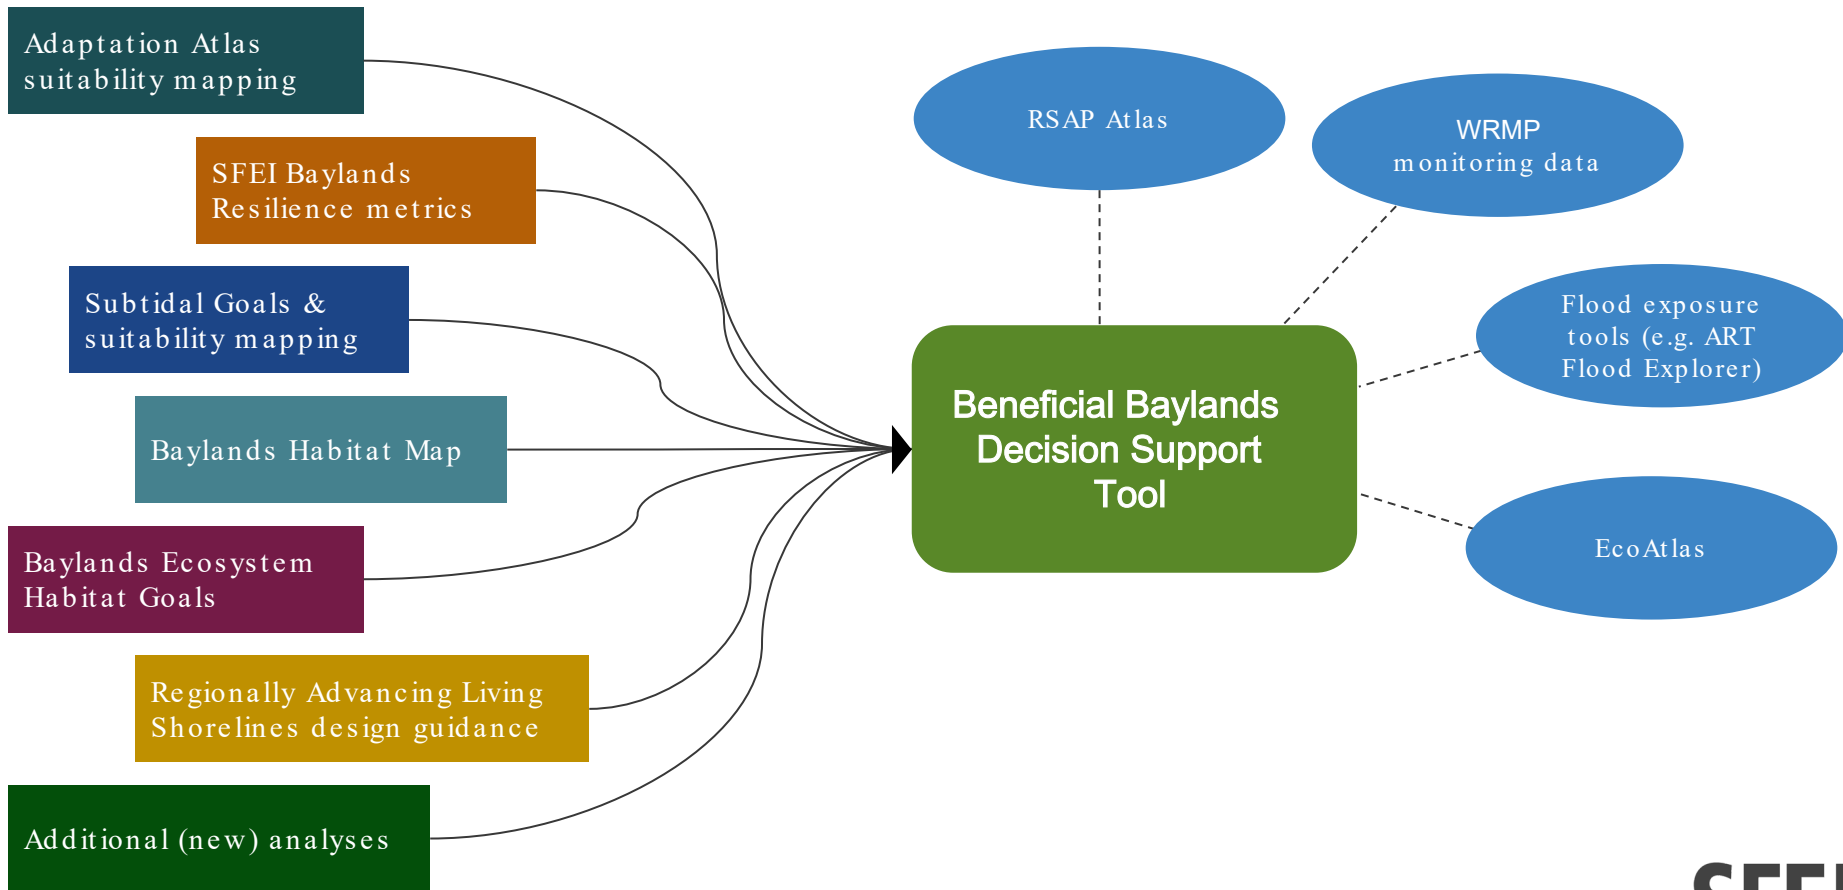 Adaptation Atlas
suitability mapping
SFEI Baylands
Resilience metrics
Subtidal Goals &
suitability mapping
Baylands Habitat Map
Baylands Ecosystem
Habitat Goals
Regionally Advancing Living
Shorelines design guidance
Additional (new) analyses
Beneficial Baylands
Decision Support
Tool
RSAP Atlas
WRMP
monitoring data
Flood exposure
tools (e.g. ART
Flood Explorer)
EcoAtlas